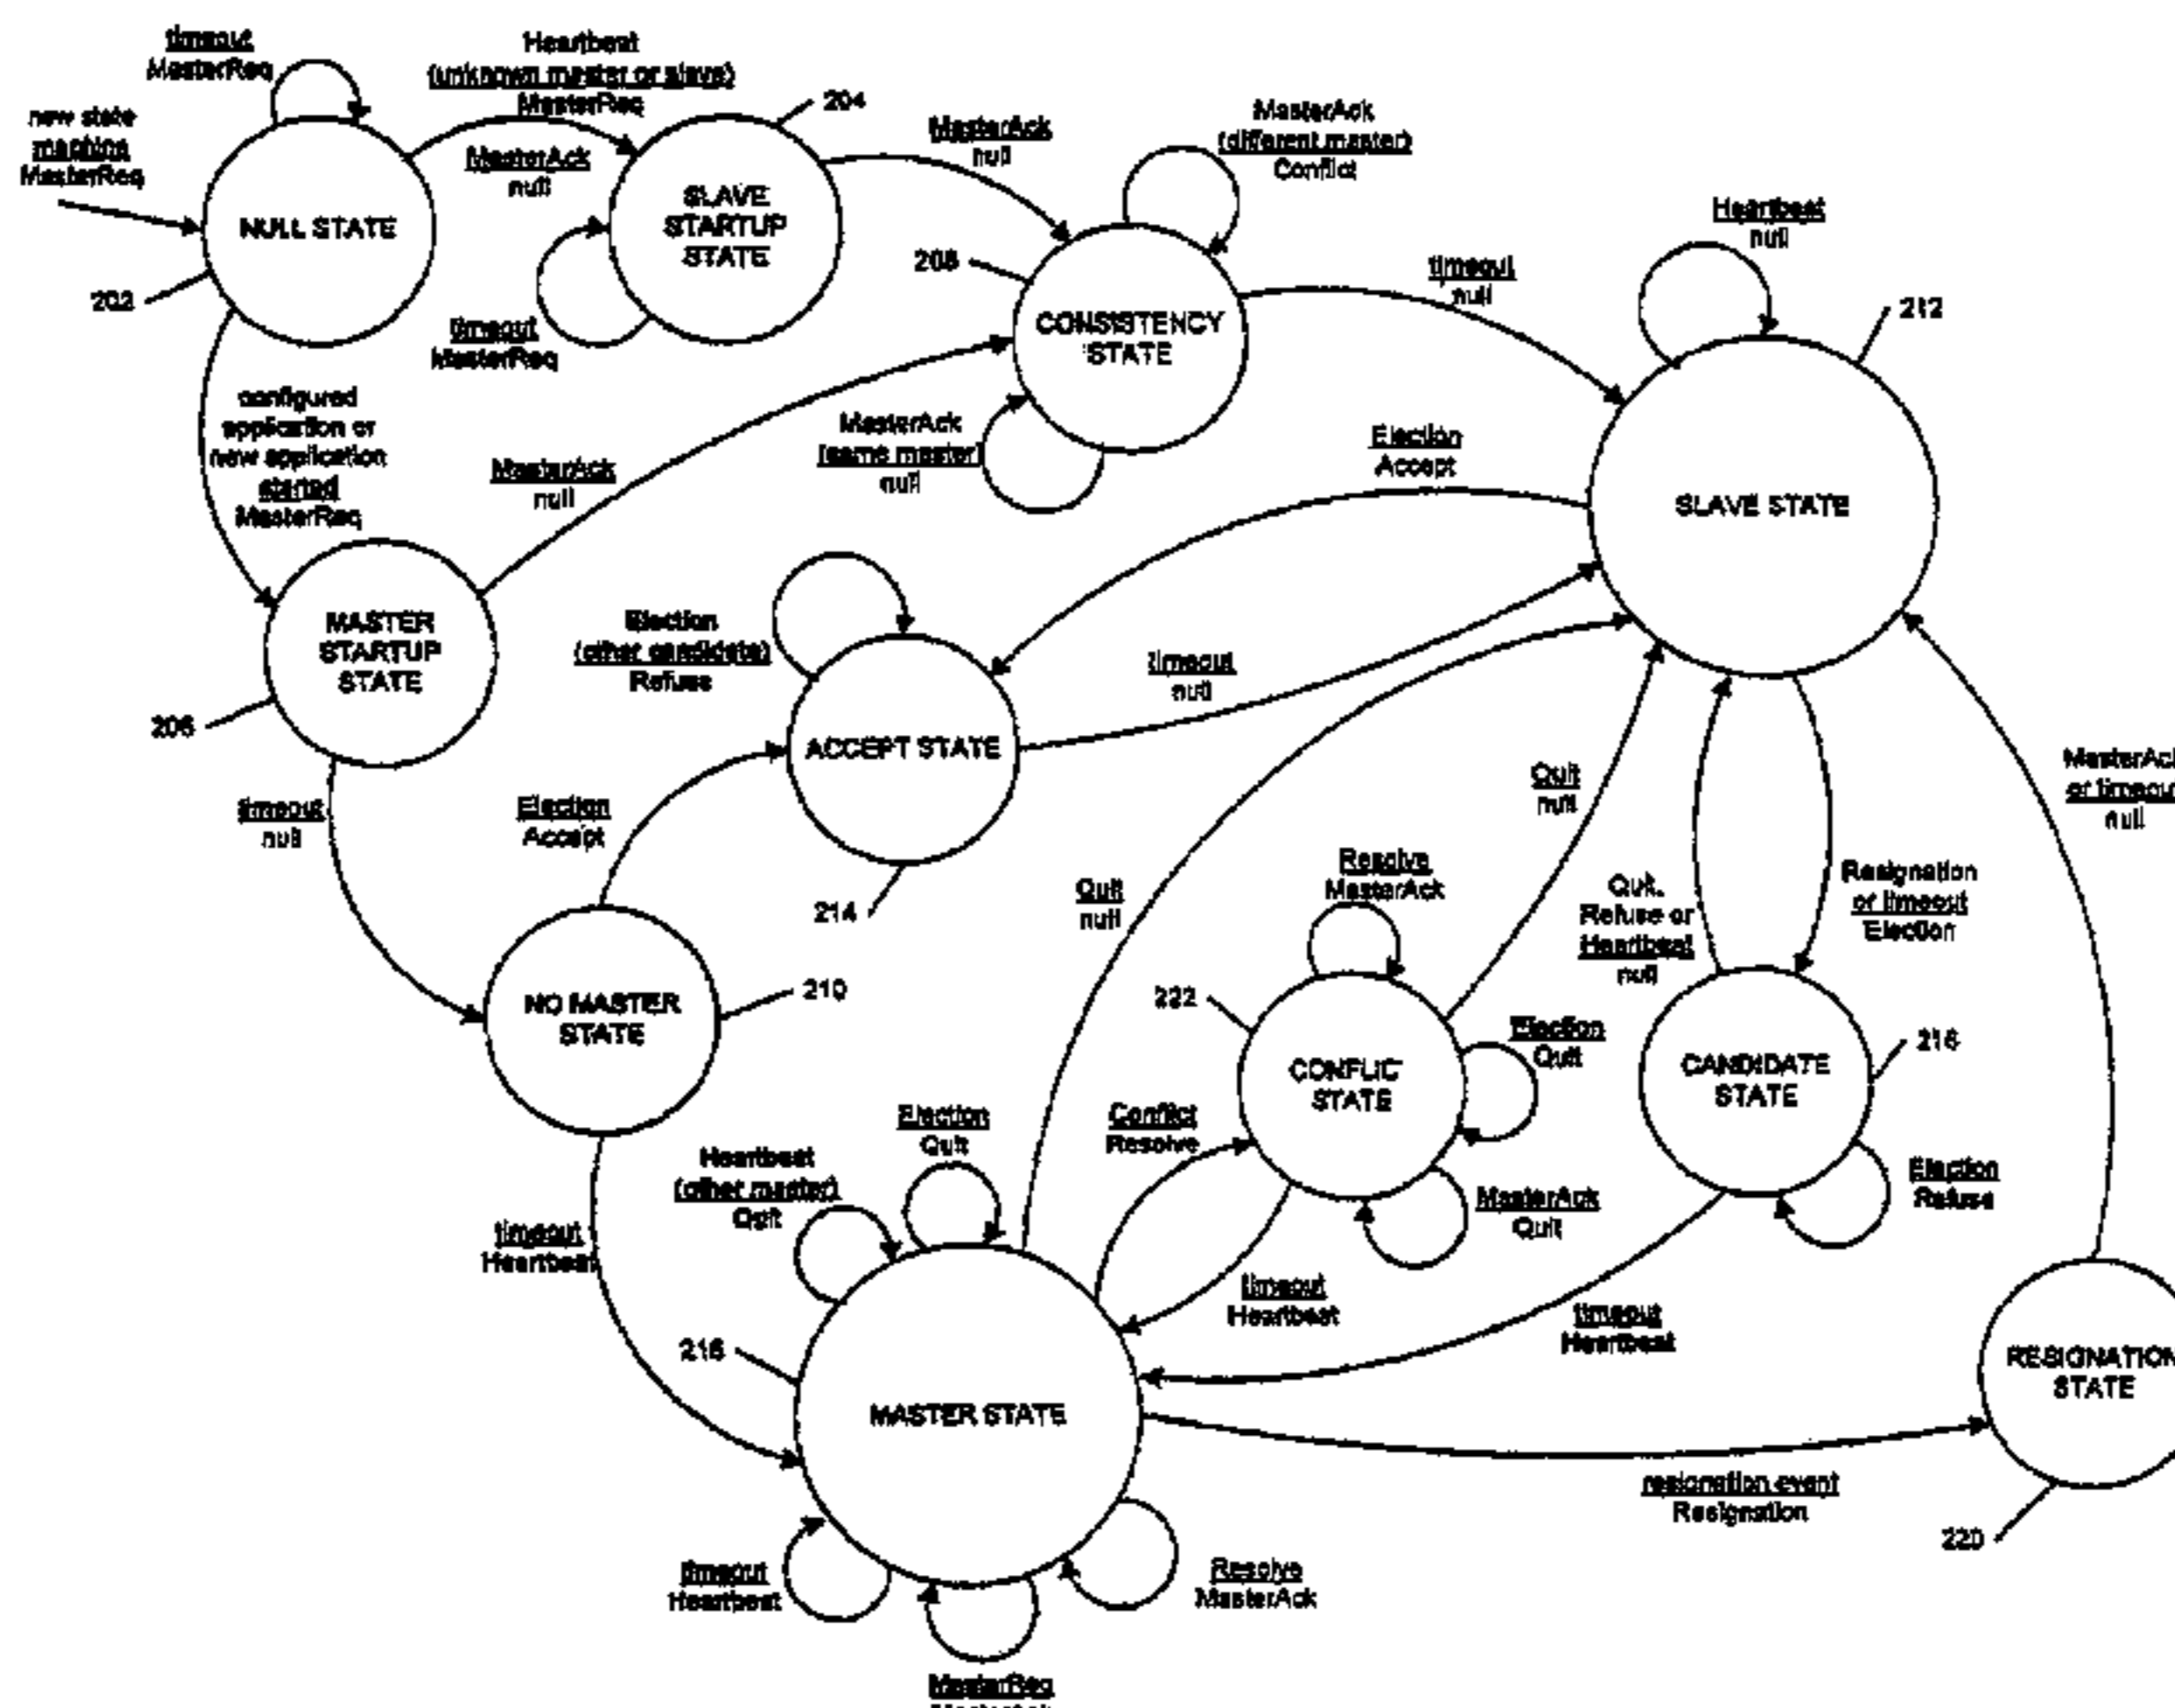 timeout
MasterReq
Heartbeat
(unknown master or slave)
MasterReq
new state
machine
MasterReq
MasterAck
null
204
MasterAck
null
MasterAck
(different master)
Conflict
NULL STATE
SLAVE
STARTUP
STATE
202
208
timeout
MasterReq
CONSISTENCY
STATE
timeout
null
Heartbeat
null
212
configured
application or
new application
started
MasterReq
MasterAck
null
MasterAck
(same master)
null
Election
Accept
SLAVE STATE
MASTER
STARTUP
STATE
206
Election
(other candidate)
Refuse
ACCEPT STATE
timeout
null
timeout
null
Election
Accept
214
Quit
null
Quit
null
MasterAck
or timeout
null
Resolve
MasterAck
Quit,
Refuse or
Heartbeat
null
Resignation
or timeout
Election
NO MASTER
STATE
210
222
CONFLIC
STATE
Election
Quit
CANDIDATE
STATE
216
Election
Quit
Heartbeat
(other master)
Quit
Conflict
Resolve
MasterAck
Quit
Election
Refuse
timeout
Heartbeat
timeout
Heartbeat
timeout
Heartbeat
MASTER STATE
RESIGNATION
STATE
resignation event
Resignation
220
timeout
Heartbeat
Resolve
MasterAck
MasterReq